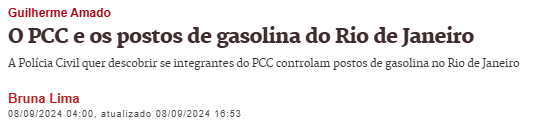 Guilherme Amado
O PCC e os postos de gasolina do Rio de Janeiro
A Polícia Civil quer descobrir se integrantes do PCC controlam postos de gasolina no Rio de Janeiro
Bruna Lima
08/09/2024 04:00, atualizado 08/09/2024 16:53